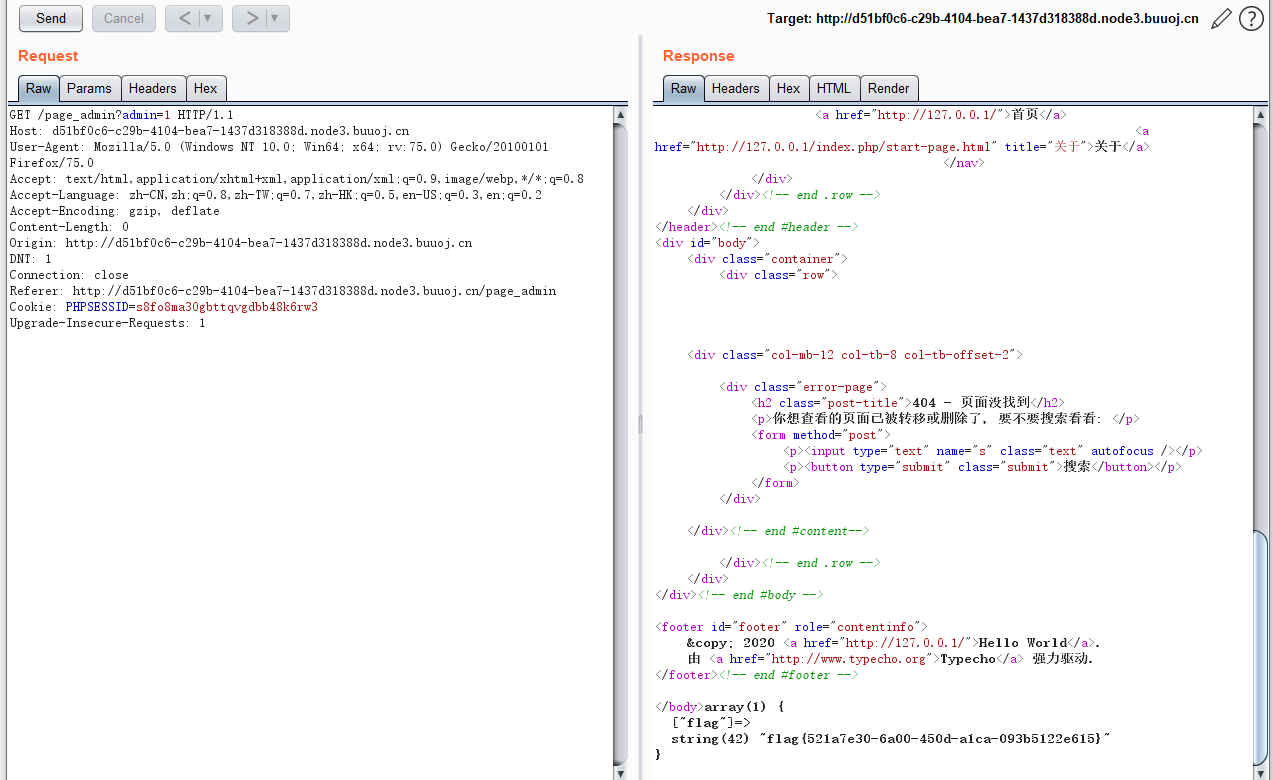 Send
Cancel
<
>
Target: http://d51bf0c6-c29b-4104-bea7-1437d318388d.node3.buuoj.cn
?
Request
Raw Params Headers Hex
GET /page_admin?admin=1 HTTP/1.1
Host: d51bf0c6-c29b-4104-bea7-1437d318388d.node3.buuoj.cn
User-Agent: Mozilla/5.0 (Windows NT 10.0; Win64; x64; rv:75.0) Gecko/20100101
Firefox/75.0
Accept: text/html,application/xhtml+xml,application/xml;q=0.9,image/webp,*/*;q=0.8
Accept-Language: zh-CN,zh;q=0.8,zh-TW;q=0.7,zh-HK;q=0.5,en-US;q=0.3,en;q=0.2
Accept-Encoding: gzip, deflate
Content-Length: 0
Origin: http://d51bf0c6-c29b-4104-bea7-1437d318388d.node3.buuoj.cn
DNT: 1
Connection: close
Referer: http://d51bf0c6-c29b-4104-bea7-1437d318388d.node3.buuoj.cn/page_admin
Cookie: PHPSESSID=s8fo8ma30gbttqvgdbb48k6rw3
Upgrade-Insecure-Requests: 1
Response
Raw Headers Hex HTML Render
<a href="http://127.0.0.1/">首页</a>
<a
href="http://127.0.0.1/index.php/start-page.html" title="关于">关于</a>
</nav>
</div>
</div><!-- end .row -->
</div>
</header><!-- end #header -->
<div id="body">
<div class="container">
<div class="row">
<div class="col-mb-12 col-tb-8 col-tb-offset-2">
<div class="error-page">
<h2 class="post-title">404 - 页面没找到</h2>
<p>你想查看的页面已被转移或删除了, 要不要搜索看看: </p>
<form method="post">
<p><input type="text" name="s" class="text" autofocus /></p>
<p><button type="submit" class="submit">搜索</button></p>
</form>
</div>
</div><!-- end #content-->
</div><!-- end .row -->
</div>
</div><!-- end #body -->
<footer id="footer" role="contentinfo">
&copy; 2020 <a href="http://127.0.0.1/">Hello World</a>.
由 <a href="http://www.typecho.org">Typecho</a> 强力驱动.
</footer><!-- end #footer -->
</body>array(1) {
["flag"]=>
string(42) "flag{521a7e30-6a00-450d-a1ca-093b5122e615}"
}